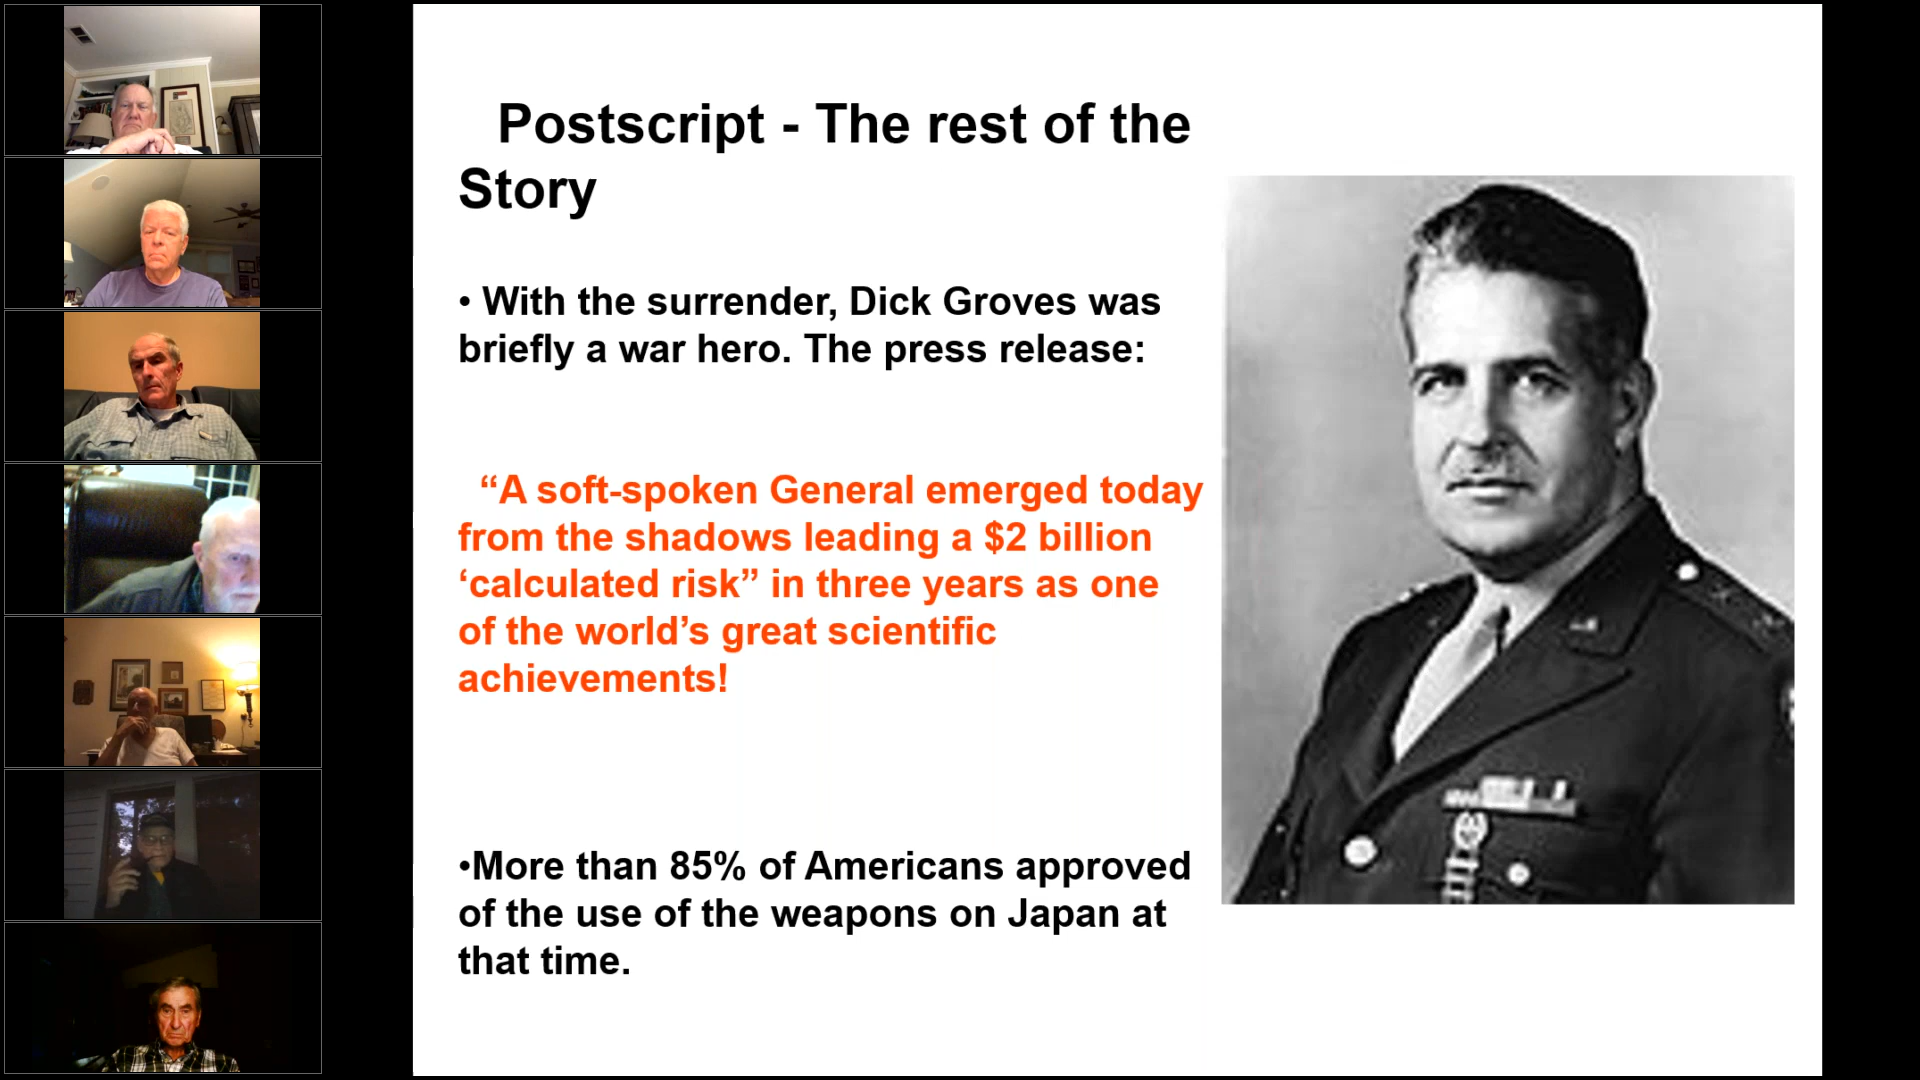 Postscript - The rest of the
Story
• With the surrender, Dick Groves was
briefly a war hero. The press release:
“A soft-spoken General emerged today
from the shadows leading a $2 billion
‘calculated risk” in three years as one
of the world’s great scientific
achievements!
•More than 85% of Americans approved
of the use of the weapons on Japan at
that time.